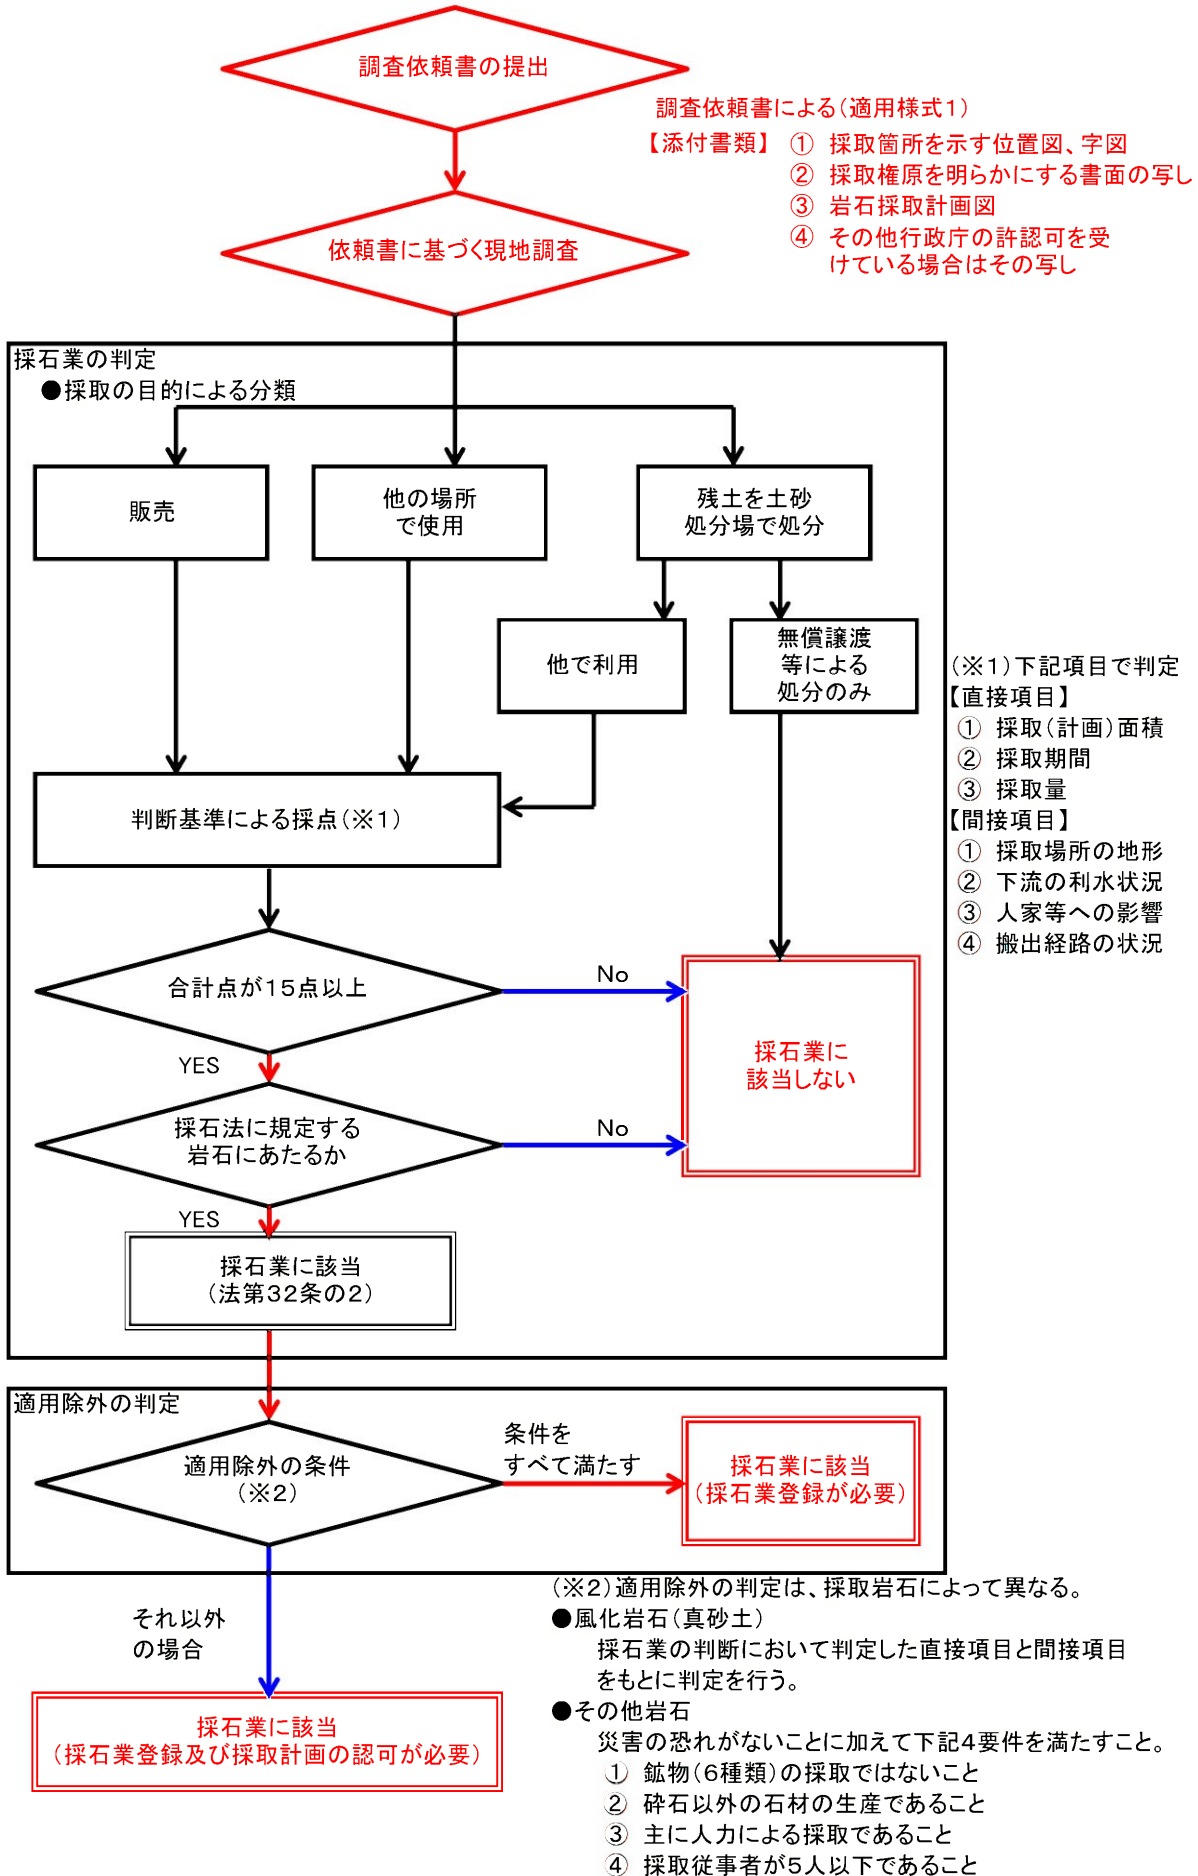 調査依頼書の提出
調査依頼書による（適用様式1）
【添付書類】 ① 採取箇所を示す位置図、字図
② 採取権原を明らかにする書面の写し
③ 岩石採取計画図
④ その他行政庁の許認可を受
けている場合はその写し
依頼書に基づく現地調査
採石業の判定
●採取の目的による分類
販売
他の場所
で使用
残土を土砂
処分場で処分
他で利用
無償譲渡
等による
処分のみ
（※1）下記項目で判定
【直接項目】
① 採取（計画）面積
② 採取期間
③ 採取量
【間接項目】
① 採取場所の地形
② 下流の利水状況
③ 人家等への影響
④ 搬出経路の状況
判断基準による採点（※1）
合計点が15点以上
No
YES
採石業に
該当しない
採石法に規定する
岩石にあたるか
No
YES
採石業に該当
（法第32条の2）
適用除外の判定
適用除外の条件
（※2）
条件を
すべて満たす
採石業に該当
（採石業登録が必要）
それ以外
の場合
採石業に該当
（採石業登録及び採取計画の認可が必要）
（※2）適用除外の判定は、採取岩石によって異なる。
●風化岩石（真砂土）
採石業の判断において判定した直接項目と間接項目
をもとに判定を行う。
●その他岩石
災害の恐れがないことに加えて下記4要件を満たすこと。
① 鉱物（6種類）の採取ではないこと
② 砕石以外の石材の生産であること
③ 主に人力による採取であること
④ 採取従事者が5人以下であること